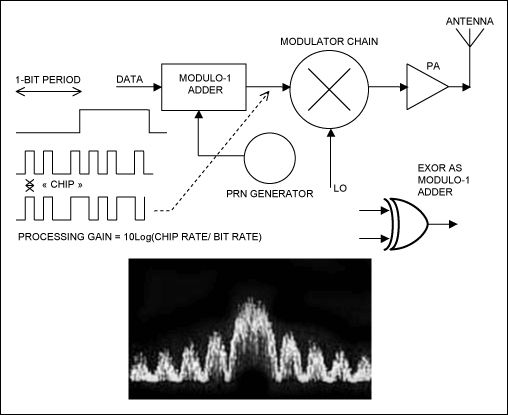 ANTENNA
MODULATOR CHAIN
PA
1-BIT PERIOD
DATA
MODULO-1
ADDER
« CHIP »
PRN GENERATOR
LO
EXOR AS
MODULO-1
ADDER
PROCESSING GAIN = 10Log(CHIP RATE/ BIT RATE)